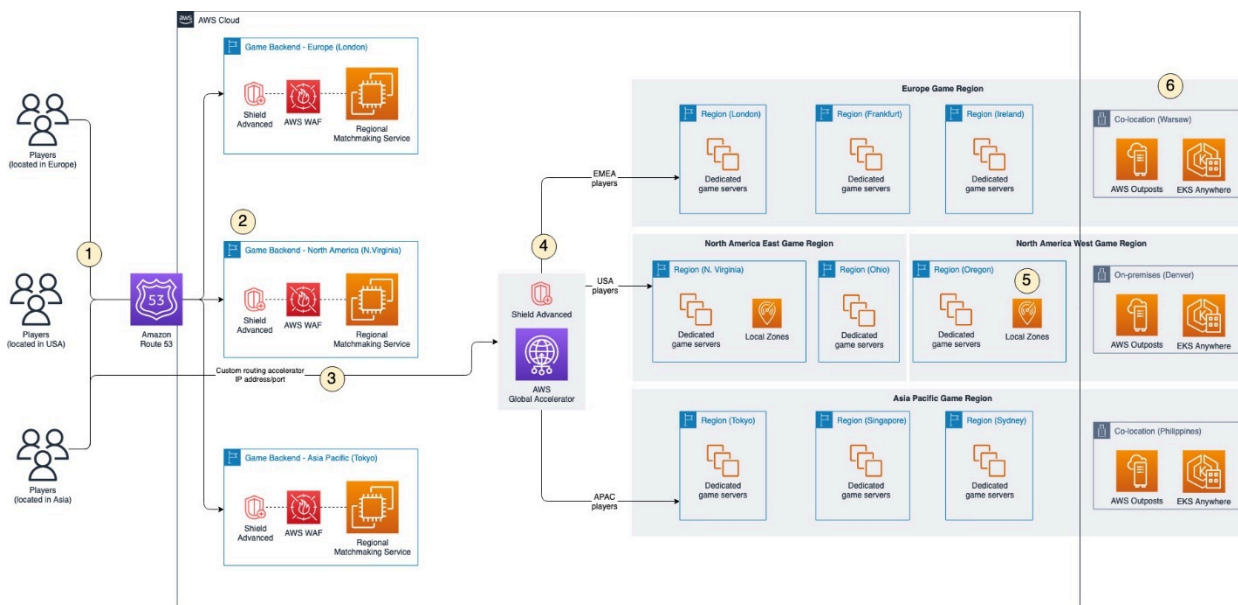 aws
AWS Cloud
Game Backend - Europe (London)
Shield
Advanced
AWS WAF
Regional
Matchmaking Service
Players
(located in Europe)
1
2
Game Backend - North America (N.Virginia)
Shield
Advanced
AWS WAF
Regional
Matchmaking Service
Players
(located in USA)
53
Amazon
Route 53
Custom routing accelerator
IP address/port
3
Players
(located in Asia)
Game Backend - Asia Pacific (Tokyo)
Shield
Advanced
AWS WAF
Regional
Matchmaking Service
4
Shield Advanced
AWS
Global Accelerator
EMEA
players
USA
players
APAC
players
Europe Game Region
6
Region (London)
Dedicated
game servers
Region (Frankfurt)
Dedicated
game servers
Region (Ireland)
Dedicated
game servers
Co-location (Warsaw)
AWS Outposts
K
EKS Anywhere
North America East Game Region
Region (N. Virginia)
Dedicated
game servers
Local Zones
Region (Ohio)
Dedicated
game servers
North America West Game Region
Region (Oregon)
5
Dedicated
game servers
Local Zones
On-premises (Denver)
AWS Outposts
K
EKS Anywhere
Asia Pacific Game Region
Region (Tokyo)
Dedicated
game servers
Region (Singapore)
Dedicated
game servers
Region (Sydney)
Dedicated
game servers
Co-location (Philippines)
AWS Outposts
K
EKS Anywhere